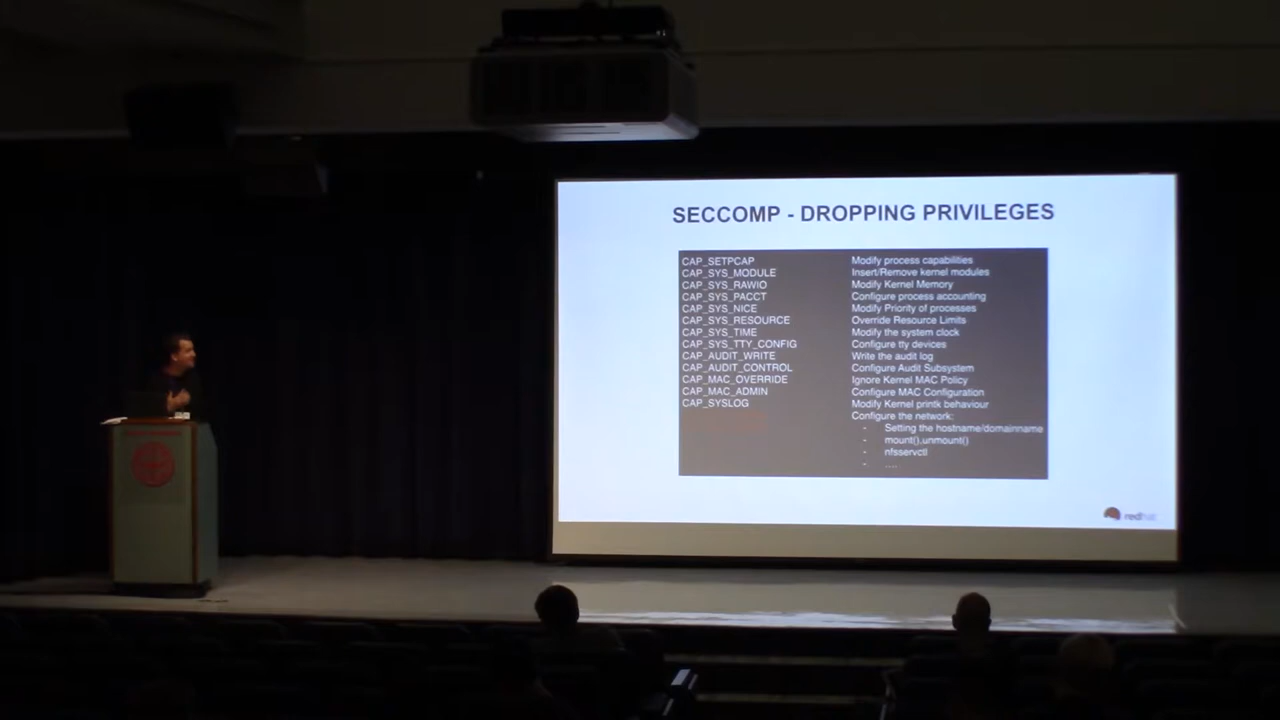 SECCOMP - DROPPING PRIVILEGES
CAP_SETPCAP Modify process capabilities
CAP_SYS_MODULE Insert/Remove kernel modules
CAP_SYS_RAWIO Modify Kernel Memory
CAP_SYS_PACCT Configure process accounting
CAP_SYS_NICE Modify Priority of processes
CAP_SYS_RESOURCE Override Resource Limits
CAP_SYS_TIME Modify the system clock
CAP_SYS_TTY_CONFIG Configure tty devices
CAP_AUDIT_WRITE Write the audit log
CAP_AUDIT_CONTROL Configure Audit Subsystem
CAP_MAC_OVERRIDE Ignore Kernel MAC Policy
CAP_MAC_ADMIN Configure MAC Configuration
CAP_SYSLOG Modify Kernel printk behaviour
Configure the network:
- Setting the hostname/domainname
- mount(),unmount()
- nfsservctl
- ....
redhat